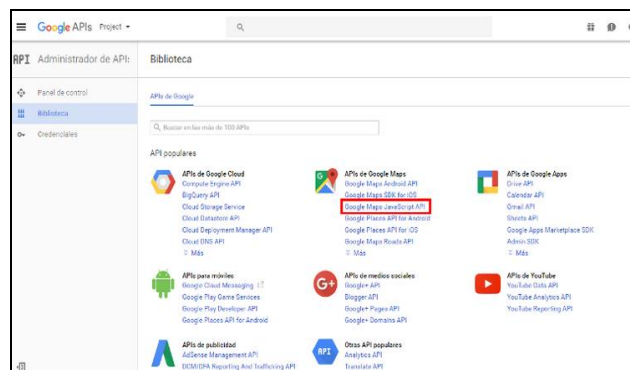 Google APIs Project
API Administrador de API:
Biblioteca
Panel de control
Biblioteca
Credenciales
APIs de Google
Buscar en las más de 100 APIs
API populares
APIs de Google Cloud
Compute Engine API
BigQuery API
Cloud Storage Service
Cloud Datastore API
Cloud Deployment Manager API
Cloud DNS API
Más
APIs de Google Maps
Google Maps Android API
Google Maps SDK for iOS
Google Maps JavaScript API
Google Places API for Android
Google Places API for iOS
Google Maps Roads API
Más
APIs de Google Apps
Drive API
Calendar API
Gmail API
Sheets API
Google Apps Marketplace SDK
Admin SDK
Más
APIs para móviles
Google Cloud Messaging
Google Play Game Services
Google Play Developer API
Google Places API for Android
G+
APIs de medios sociales
Google+ API
Blogger API
Google+ Pages API
Google+ Domains API
APIs de YouTube
YouTube Data API
YouTube Analytics API
YouTube Reporting API
APIs de publicidad
AdSense Management API
DCM/DFA Reporting And Trafficking API
API
Otras API populares
Analytics API
Translate API